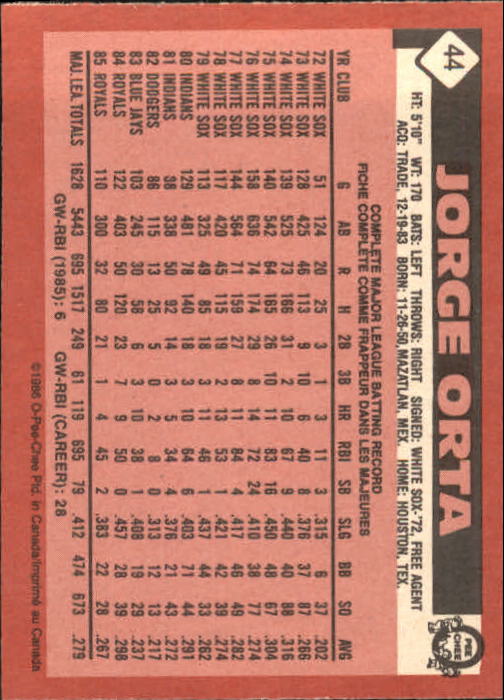 44
JORGE ORTA
O PEE CHEE
HT: 5'10" WT: 170 BATS: LEFT THROWS: RIGHT SIGNED: WHITE SOX-'72, FREE AGENT
ACQ: TRADE, 12-19-83 BORN: 11-26-50, MAZATLAN, MEX. HOME: HOUSTON, TEX.
COMPLETE MAJOR LEAGUE BATTING RECORD
FICHE COMPLETE COMME FRAPPEUR DANS LES MAJEURES
YR CLUB G AB R H 2B 3B HR RBI SB SLG BB SO AVG
72 WHITE SOX 51 124 20 25 3 1 3 11 3 .315 6 37 .202
73 WHITE SOX 128 425 46 113 9 10 6 40 8 .376 37 87 .266
74 WHITE SOX 139 525 73 166 31 2 10 67 9 .440 40 88 .316
75 WHITE SOX 140 542 64 165 26 10 11 83 16 .450 48 67 .304
76 WHITE SOX 158 636 74 174 29 8 14 72 24 .410 38 77 .274
77 WHITE SOX 144 564 71 159 27 8 11 84 4 .417 46 49 .282
78 WHITE SOX 117 420 45 115 19 2 13 53 1 .421 42 39 .274
79 WHITE SOX 113 325 49 85 18 3 11 46 1 .437 44 33 .262
80 INDIANS 129 481 78 140 18 3 10 64 6 .403 71 44 .291
81 INDIANS 88 338 50 92 14 3 5 34 4 .376 21 43 .272
82 DODGERS 86 115 13 25 5 0 2 8 0 .313 12 13 .217
83 BLUE JAYS 103 245 30 58 6 3 10 38 1 .408 19 29 .237
84 ROYALS 122 403 50 120 23 7 9 50 0 .457 28 39 .298
85 ROYALS 110 300 32 80 21 1 4 45 2 .383 22 28 .267
MAJ.LEA. TOTALS 1628 5443 695 1517 249 61 119 695 79 .412 474 673 .279
GW-RBI (1985): 6 GW-RBI (CAREER): 28
©1986 O-Pee-Chee Ptd. in Canada/Imprimé au Canada